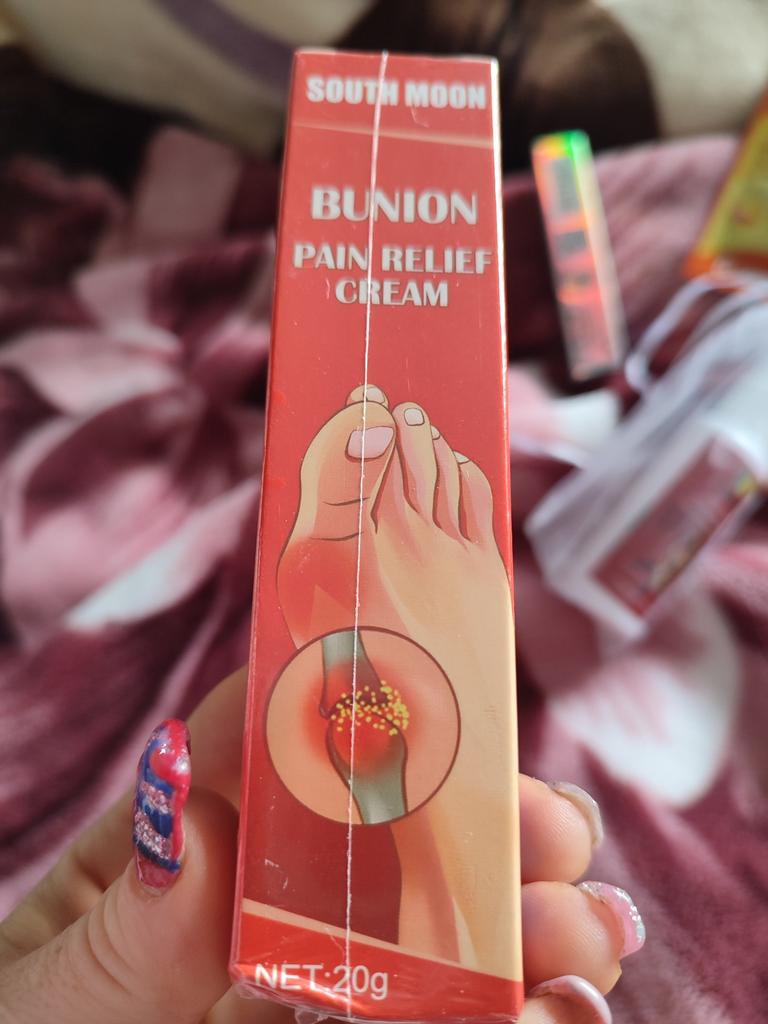 SOUTH MOON
BUNION
PAIN RELIEF
CREAM
NET:20g